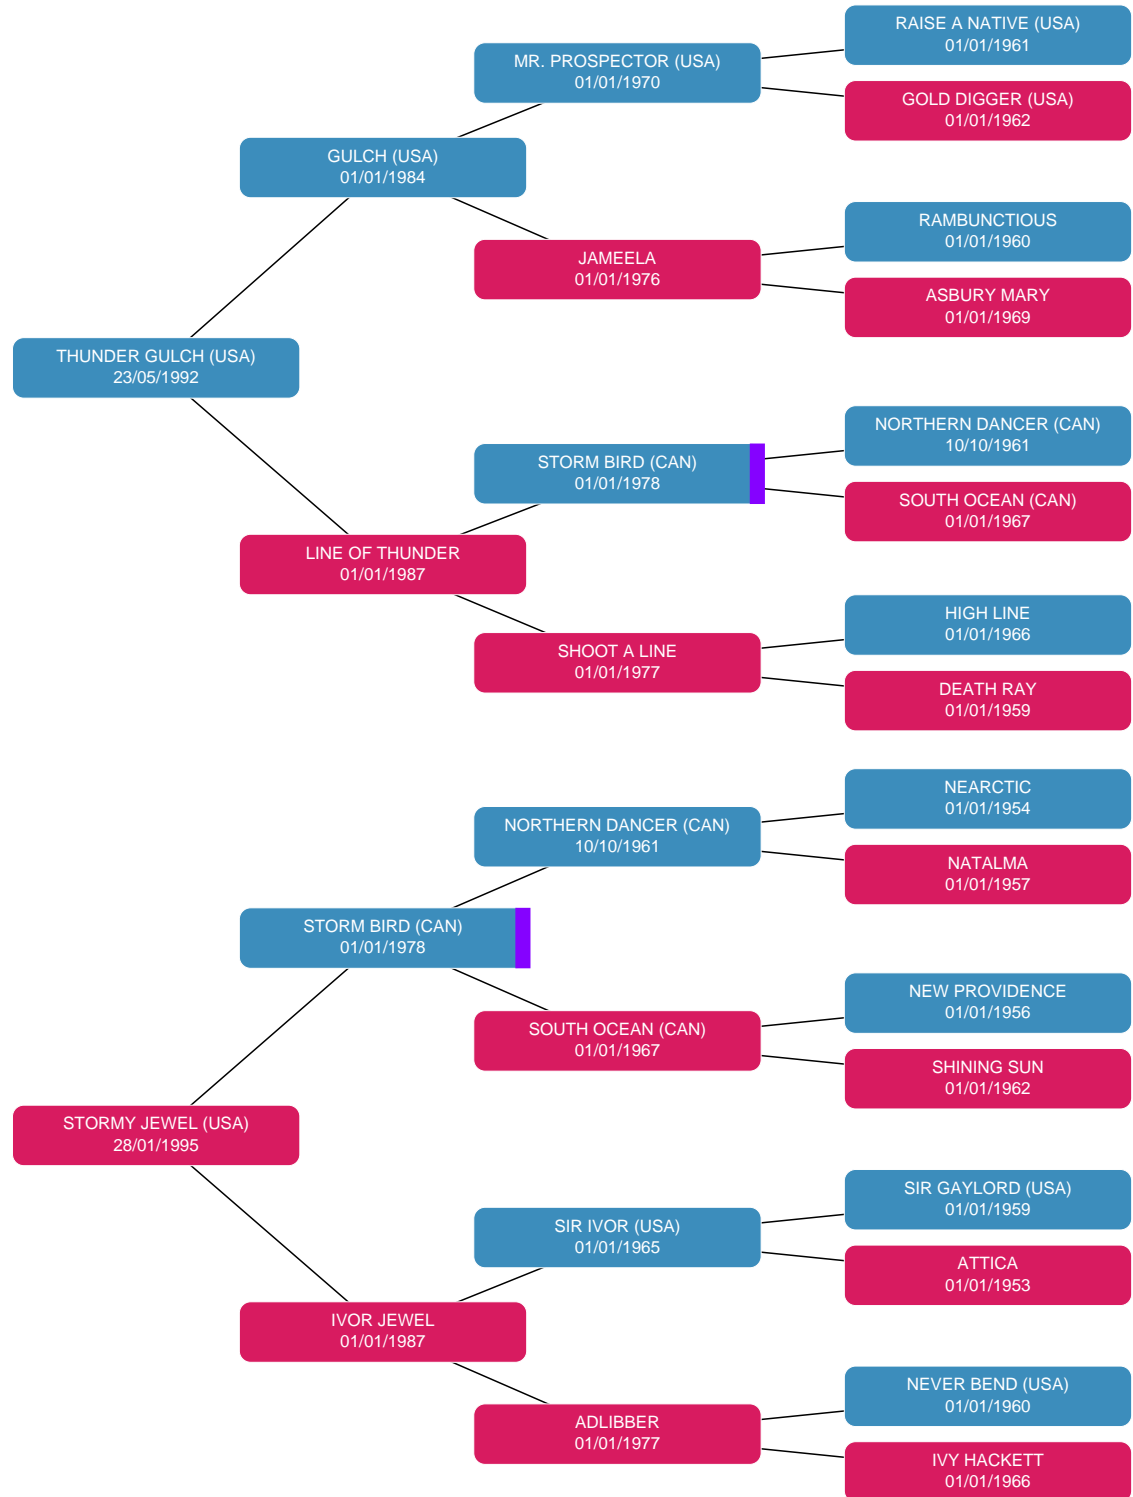 RAISE A NATIVE (USA)
01/01/1961
MR. PROSPECTOR (USA)
01/01/1970
GOLD DIGGER (USA)
01/01/1962
GULCH (USA)
01/01/1984
RAMBUNCTIOUS
01/01/1960
JAMEELA
01/01/1976
ASBURY MARY
01/01/1969
THUNDER GULCH (USA)
23/05/1992
NORTHERN DANCER (CAN)
10/10/1961
STORM BIRD (CAN)
01/01/1978
SOUTH OCEAN (CAN)
01/01/1967
LINE OF THUNDER
01/01/1987
HIGH LINE
01/01/1966
SHOOT A LINE
01/01/1977
DEATH RAY
01/01/1959
NEARCTIC
01/01/1954
NORTHERN DANCER (CAN)
10/10/1961
NATALMA
01/01/1957
STORM BIRD (CAN)
01/01/1978
NEW PROVIDENCE
01/01/1956
SOUTH OCEAN (CAN)
01/01/1967
SHINING SUN
01/01/1962
STORMY JEWEL (USA)
28/01/1995
SIR GAYLORD (USA)
01/01/1959
SIR IVOR (USA)
01/01/1965
ATTICA
01/01/1953
IVOR JEWEL
01/01/1987
NEVER BEND (USA)
01/01/1960
ADLIBBER
01/01/1977
IVY HACKETT
01/01/1966